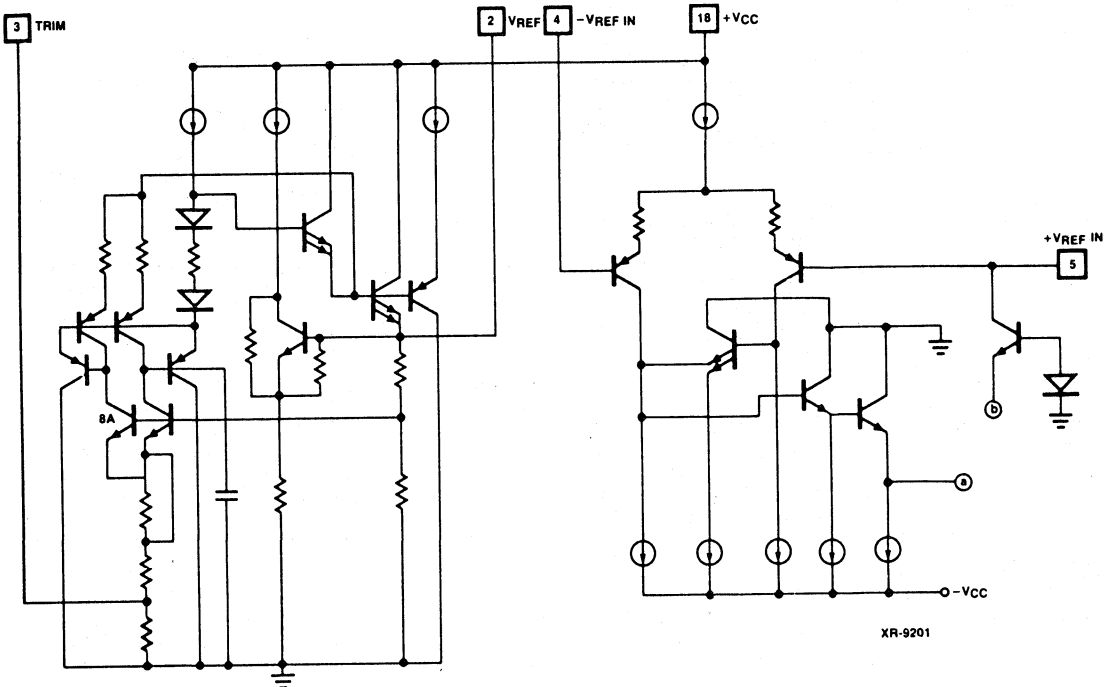 3 TRIM
2 VREF
4 -VREF IN
18 +VCC
+VREF IN
5
8A
b
a
-VCC
XR-9201